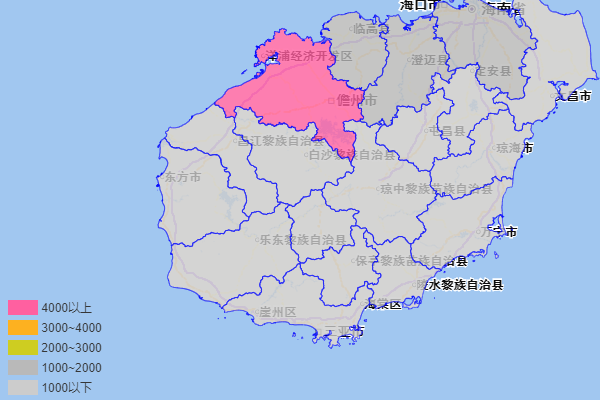 海口市
海南省
临高县
洋浦经济开发区
澄迈县
定安县
儋州市
文昌市
屯昌县
昌江黎族自治县
琼海市
白沙黎族自治县
东方市
琼中黎族苗族自治县
万宁市
乐东黎族自治县
保亭黎族苗族自治县
陵水黎族自治县
海棠区
崖州区
三亚市
4000以上
3000~4000
2000~3000
1000~2000
1000以下